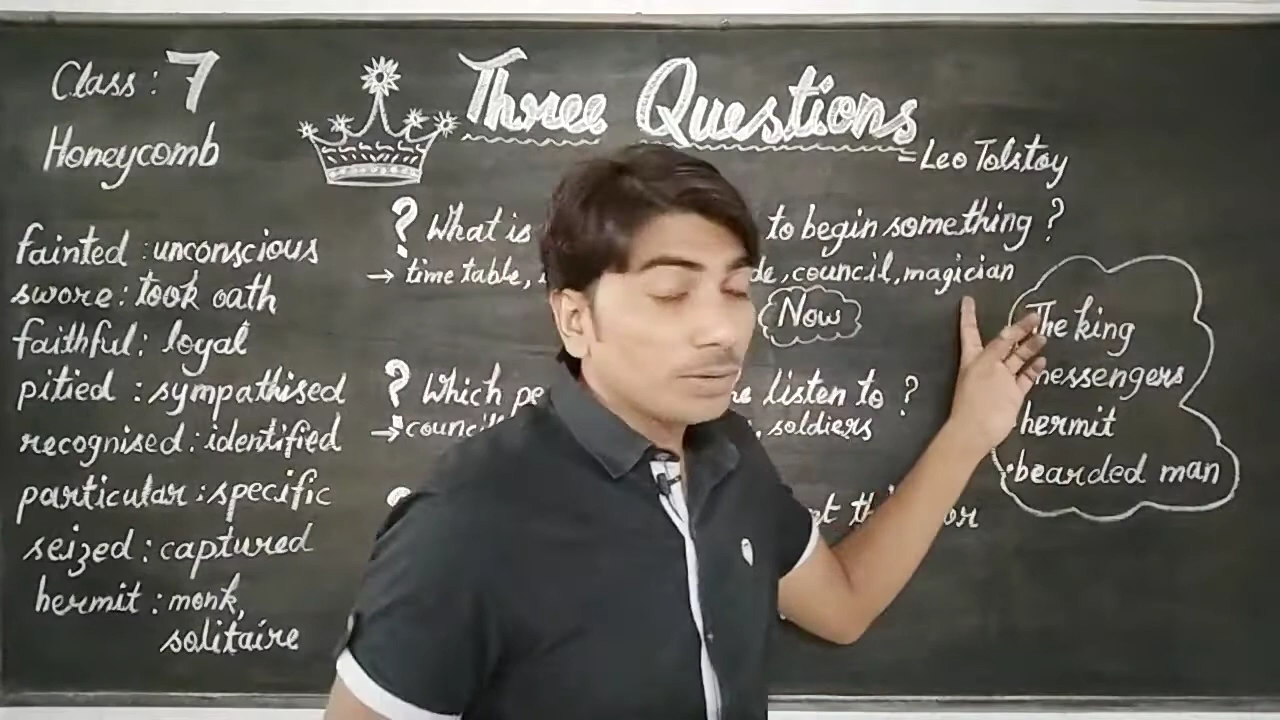 Class: 7
Honeycomb
Three Questions
= Leo Tolstoy
fainted : unconscious
swore : took oath
faithful : loyal
pitied : sympathised
recognised : identified
particular : specific
seized : captured
hermit : monk,
solitaire
? What is to begin something ?
→ time table, council, magician
Now
? Which listen to ?
→ soldiers
or
The king
messengers
hermit
bearded man